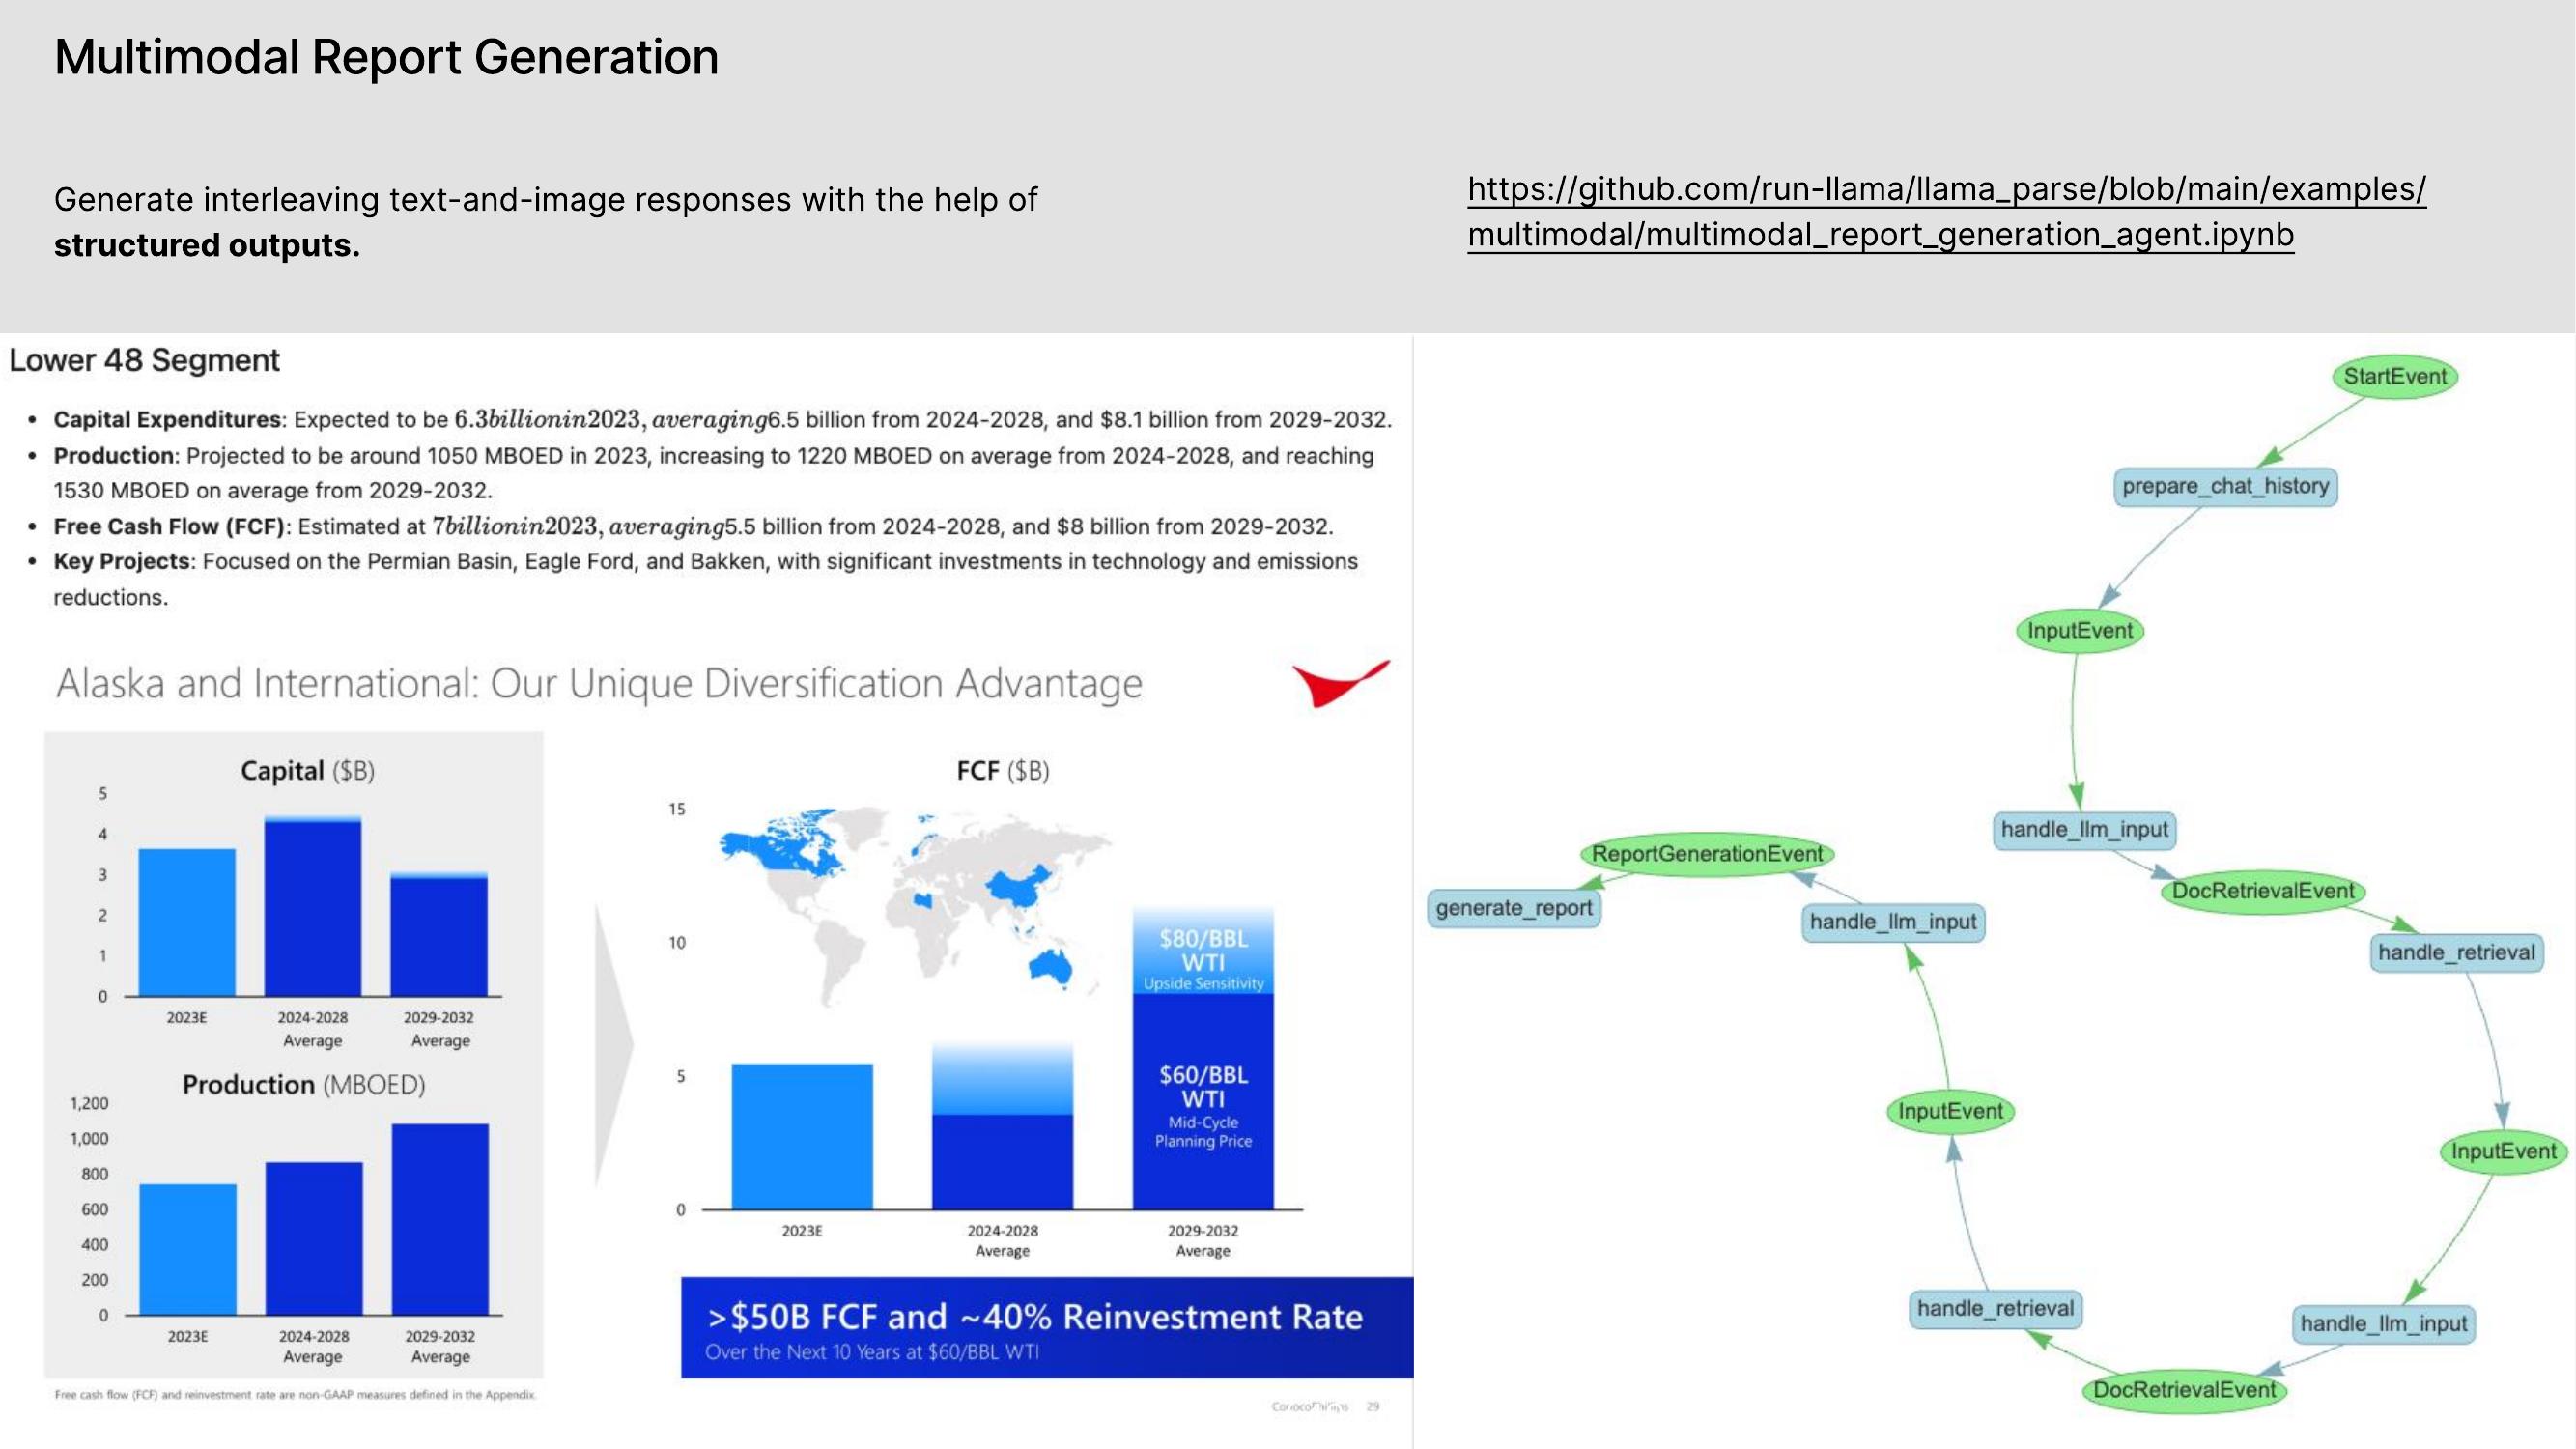 Multimodal Report Generation
Generate interleaving text-and-image responses with the help of
structured outputs.
https://github.com/run-llama/llama_parse/blob/main/examples/
multimodal/multimodal_report_generation_agent.ipynb
Lower 48 Segment
• Capital Expenditures: Expected to be 6.3billionin2023, averaging6.5 billion from 2024-2028, and $8.1 billion from 2029-2032.
• Production: Projected to be around 1050 MBOED in 2023, increasing to 1220 MBOED on average from 2024-2028, and reaching
1530 MBOED on average from 2029-2032.
• Free Cash Flow (FCF): Estimated at 7billionin2023, averaging5.5 billion from 2024-2028, and $8 billion from 2029-2032.
• Key Projects: Focused on the Permian Basin, Eagle Ford, and Bakken, with significant investments in technology and emissions
reductions.
Alaska and International: Our Unique Diversification Advantage
Capital ($B)
5
4
3
2
1
0
2023E
2024-2028
Average
2029-2032
Average
Production (MBOED)
1,200
1,000
800
600
400
200
0
2023E
2024-2028
Average
2029-2032
Average
FCF ($B)
15
10
5
0
$80/BBL
WTI
Upside Sensitivity
$60/BBL
WTI
Mid-Cycle
Planning Price
2023E
2024-2028
Average
2029-2032
Average
>$50B FCF and ~40% Reinvestment Rate
Over the Next 10 Years at $60/BBL WTI
Free cash flow (FCF) and reinvestment rate are non-GAAP measures defined in the Appendix.
ConocoPhillips 29
StartEvent
prepare_chat_history
InputEvent
handle_llm_input
DocRetrievalEvent
handle_retrieval
InputEvent
handle_llm_input
DocRetrievalEvent
handle_retrieval
InputEvent
handle_llm_input
ReportGenerationEvent
generate_report